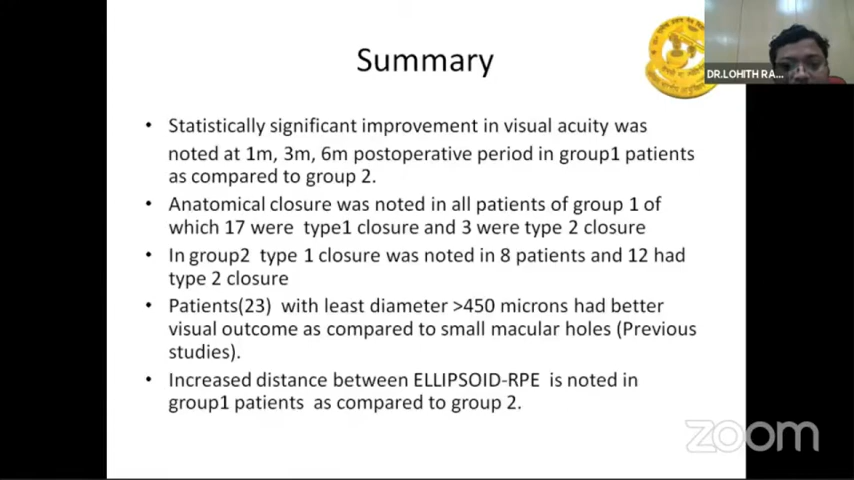 Summary
DR.LOHITH RA...
• Statistically significant improvement in visual acuity was
noted at 1m, 3m, 6m postoperative period in group1 patients
as compared to group 2.
• Anatomical closure was noted in all patients of group 1 of
which 17 were type1 closure and 3 were type 2 closure
• In group2 type 1 closure was noted in 8 patients and 12 had
type 2 closure
• Patients(23) with least diameter >450 microns had better
visual outcome as compared to small macular holes (Previous
studies).
• Increased distance between ELLIPSOID-RPE is noted in
group1 patients as compared to group 2.
zoom